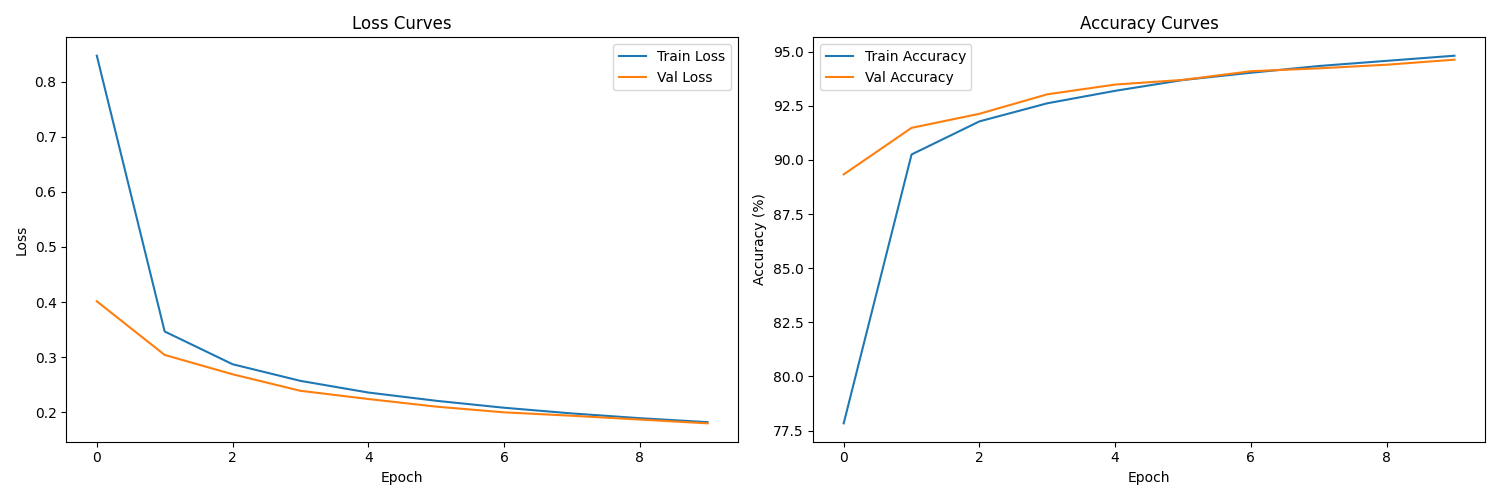 Loss Curves
Train Loss
Val Loss
0.8
0.7
0.6
0.5
0.4
0.3
0.2
Loss
0 2 4 6 8
Epoch
Accuracy Curves
Train Accuracy
Val Accuracy
95.0
92.5
90.0
87.5
85.0
82.5
80.0
77.5
Accuracy (%)
0 2 4 6 8
Epoch